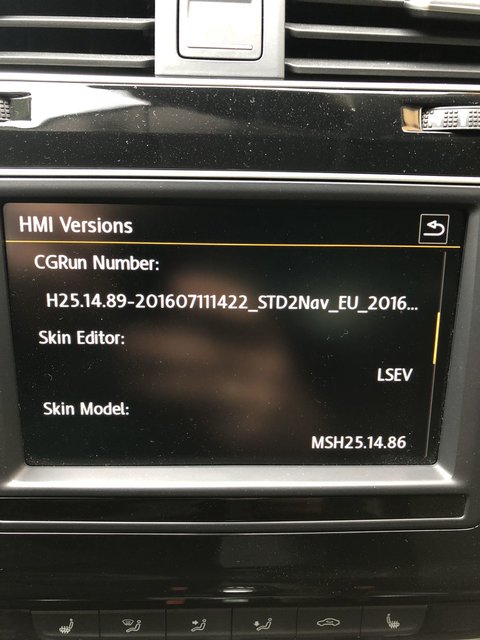 HMI Versions
CGRun Number:
H25.14.89-201607111422_STD2Nav_EU_2016...
Skin Editor:
LSEV
Skin Model:
MSH25.14.86